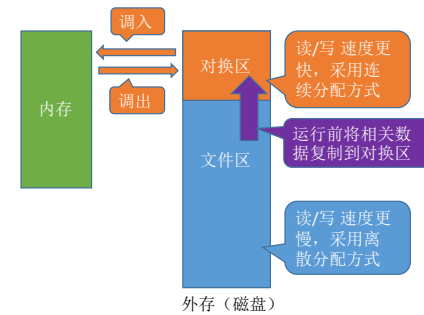 调入
内存
调出
对换区
读/写 速度更
快，采用连
续分配方式
运行前将相关数
据复制到对换区
文件区
读/写 速度更
慢，采用离
散分配方式
外存（磁盘）